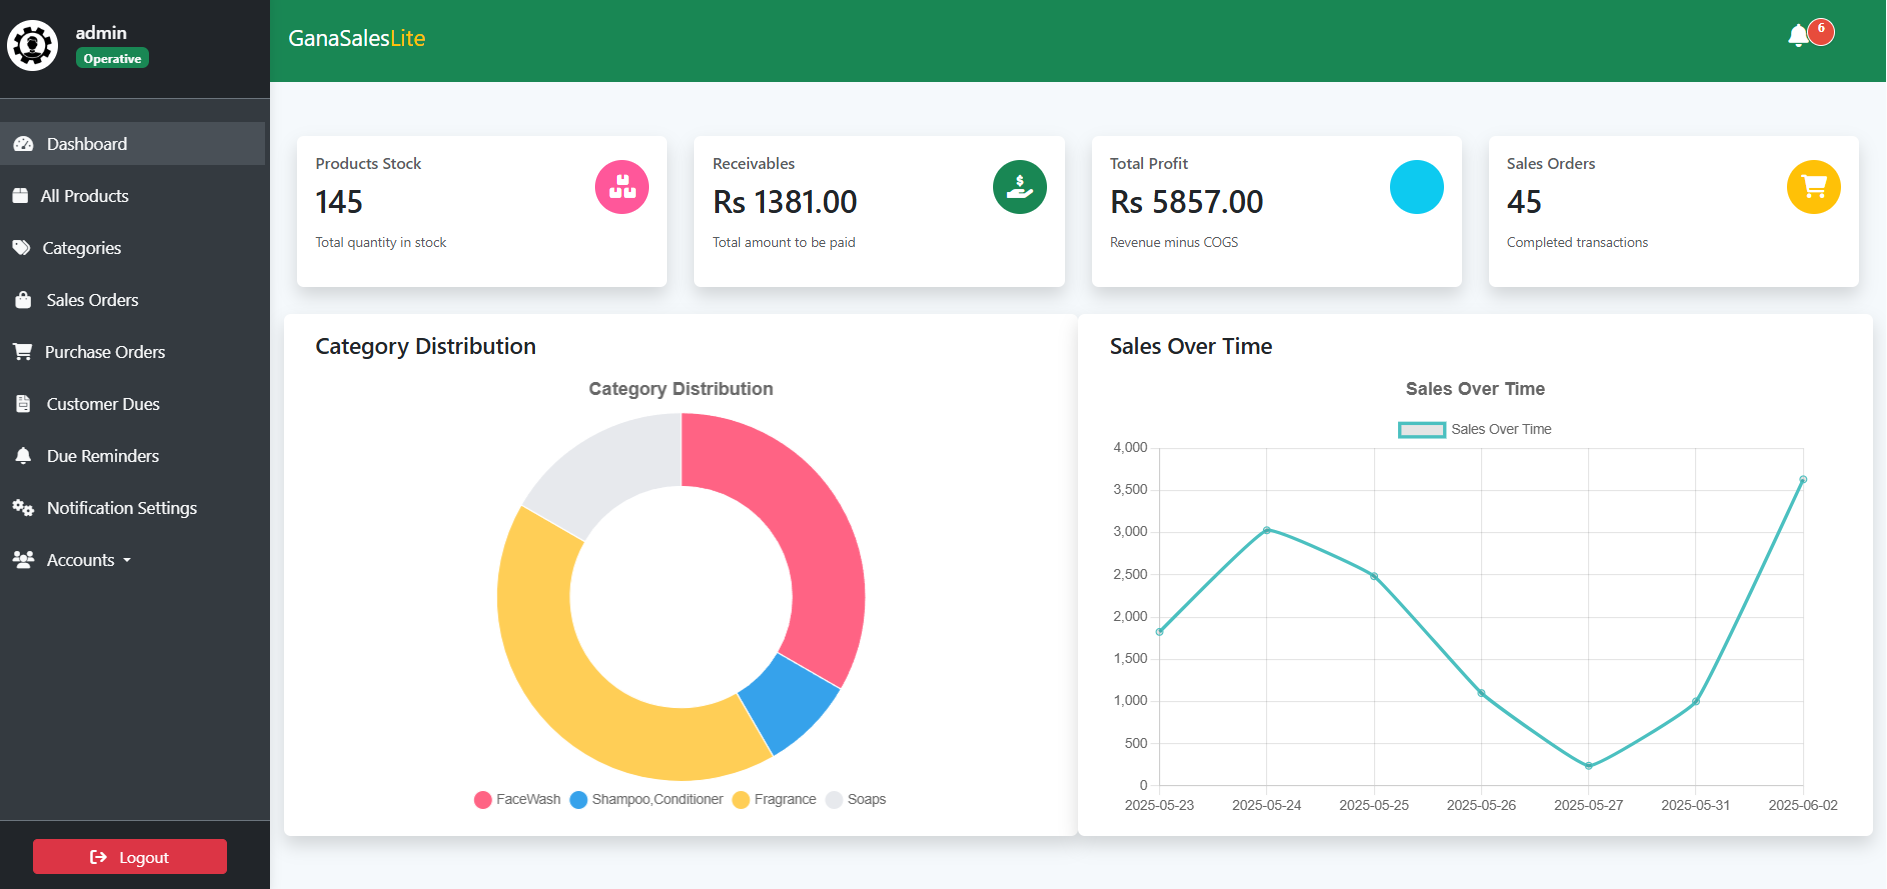 admin
Operative
Dashboard
All Products
Categories
Sales Orders
Purchase Orders
Customer Dues
Due Reminders
Notification Settings
Accounts
Logout
GanaSalesLite
6
Products Stock
145
Total quantity in stock
Receivables
Rs 1381.00
Total amount to be paid
Total Profit
Rs 5857.00
Revenue minus COGS
Sales Orders
45
Completed transactions
Category Distribution
Category Distribution
FaceWash Shampoo,Conditioner Fragrance Soaps
Sales Over Time
Sales Over Time
Sales Over Time
4,000
3,500
3,000
2,500
2,000
1,500
1,000
500
0
2025-05-23 2025-05-24 2025-05-25 2025-05-26 2025-05-27 2025-05-31 2025-06-02